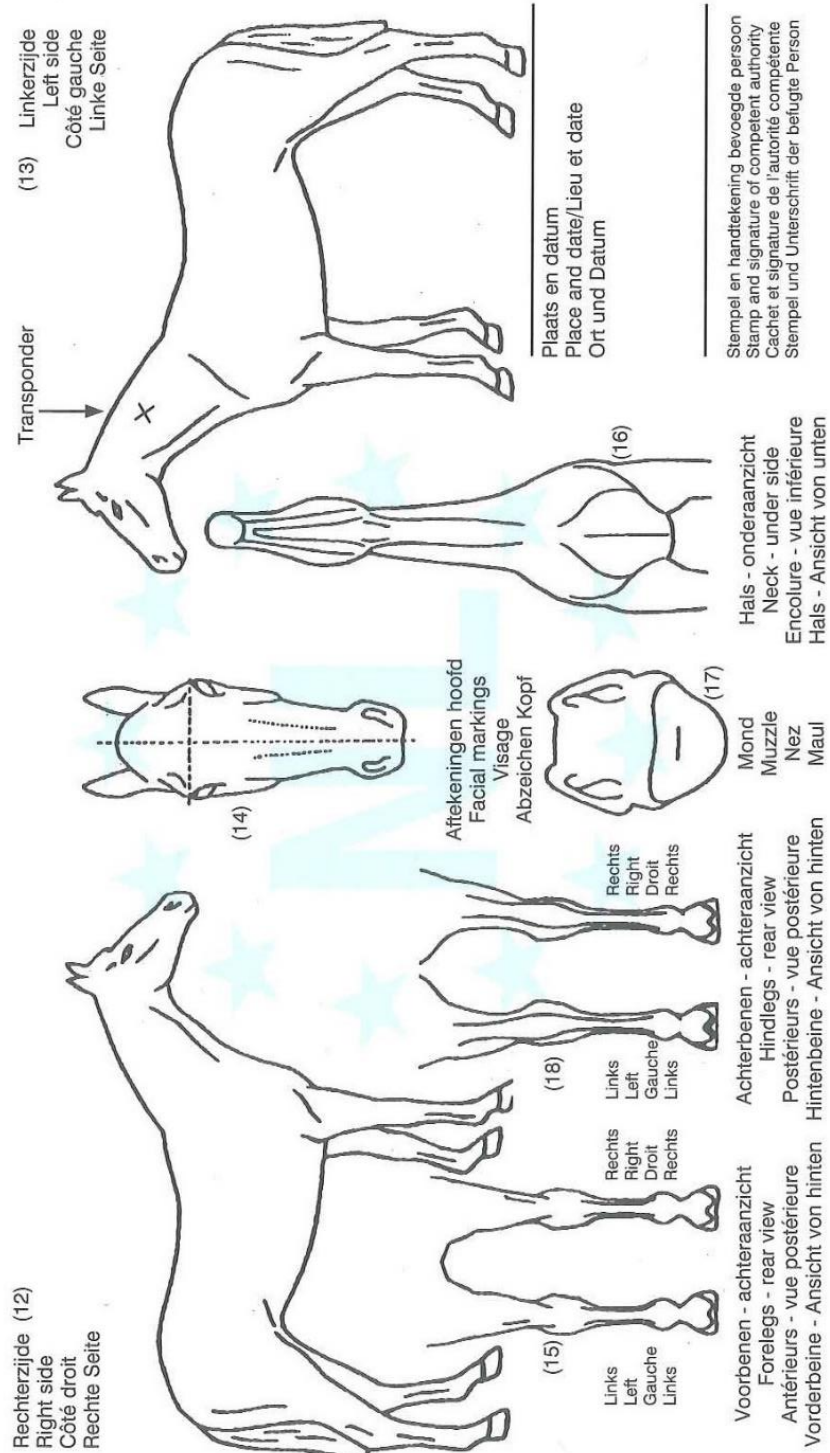 Rechterzijde (12)
Right side
Côté droit
Rechte Seite
Transponder
(13) Linkerzijde
Left side
Côté gauche
Linke Seite
(14)
Aftekeningen hoofd
Facial markings
Visage
Abzeichen Kopf
NL
(15)
Links
Left
Gauche
Links
Rechts
Right
Droit
Rechts
Voorbenen - achteraanzicht
Forelegs - rear view
Antérieurs - vue postérieure
Vorderbeine - Ansicht von hinten
(18)
Links
Left
Gauche
Links
Rechts
Right
Droit
Rechts
Achterbenen - achteraanzicht
Hindlegs - rear view
Postérieurs - vue postérieure
Hintenbeine - Ansicht von hinten
(17)
Mond
Muzzle
Nez
Maul
(16)
Hals - onderaanzicht
Neck - under side
Encolure - vue inférieure
Hals - Ansicht von unten
Plaats en datum
Place and date/Lieu et date
Ort und Datum
Stempel en handtekening bevoegde persoon
Stamp and signature of competent authority
Cachet et signature de l'autorité compétente
Stempel und Unterschrift der befugte Person